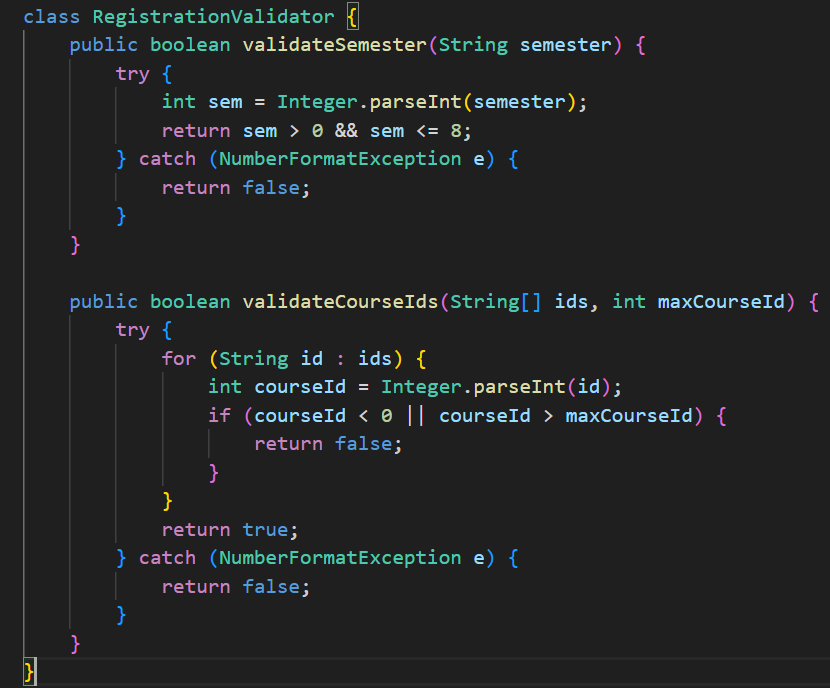 class RegistrationValidator {
    public boolean validateSemester(String semester) {
        try {
            int sem = Integer.parseInt(semester);
            return sem > 0 && sem <= 8;
        } catch (NumberFormatException e) {
            return false;
        }
    }

    public boolean validateCourseIds(String[] ids, int maxCourseId) {
        try {
            for (String id : ids) {
                int courseId = Integer.parseInt(id);
                if (courseId < 0 || courseId > maxCourseId) {
                    return false;
                }
            }
            return true;
        } catch (NumberFormatException e) {
            return false;
        }
    }
}